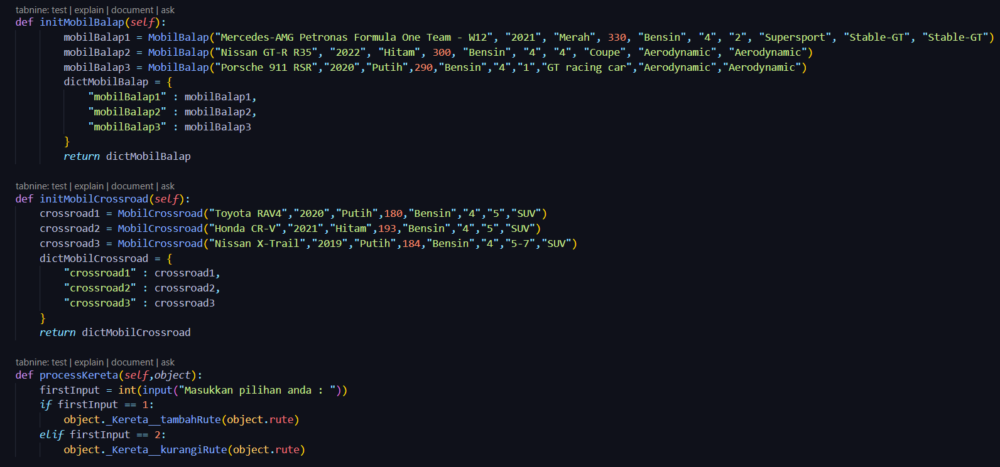 tabnine: test | explain | document | ask
def initMobilBalap(self):
        mobilBalap1 = MobilBalap("Mercedes-AMG Petronas Formula One Team - W12", "2021", "Merah", 330, "Bensin", "4", "2", "Supersport", "Stable-GT", "Stable-GT")
        mobilBalap2 = MobilBalap("Nissan GT-R R35", "2022", "Hitam", 300, "Bensin", "4", "4", "Coupe", "Aerodynamic", "Aerodynamic")
        mobilBalap3 = MobilBalap("Porsche 911 RSR","2020","Putih",290,"Bensin","4","1","GT racing car","Aerodynamic","Aerodynamic")
        dictMobilBalap = {
            "mobilBalap1" : mobilBalap1,
            "mobilBalap2" : mobilBalap2,
            "mobilBalap3" : mobilBalap3
        }
        return dictMobilBalap
tabnine: test | explain | document | ask
def initMobilCrossroad(self):
    crossroad1 = MobilCrossroad("Toyota RAV4","2020","Putih",180,"Bensin","4","5","SUV")
    crossroad2 = MobilCrossroad("Honda CR-V","2021","Hitam",193,"Bensin","4","5","SUV")
    crossroad3 = MobilCrossroad("Nissan X-Trail","2019","Putih",184,"Bensin","4","5-7","SUV")
    dictMobilCrossroad = {
        "crossroad1" : crossroad1,
        "crossroad2" : crossroad2,
        "crossroad3" : crossroad3
    }
    return dictMobilCrossroad
tabnine: test | explain | document | ask
def processKereta(self,object):
    firstInput = int(input("Masukkan pilihan anda : "))
    if firstInput == 1:
        object._Kereta__tambahRute(object.rute)
    elif firstInput == 2:
        object._Kereta__kurangiRute(object.rute)